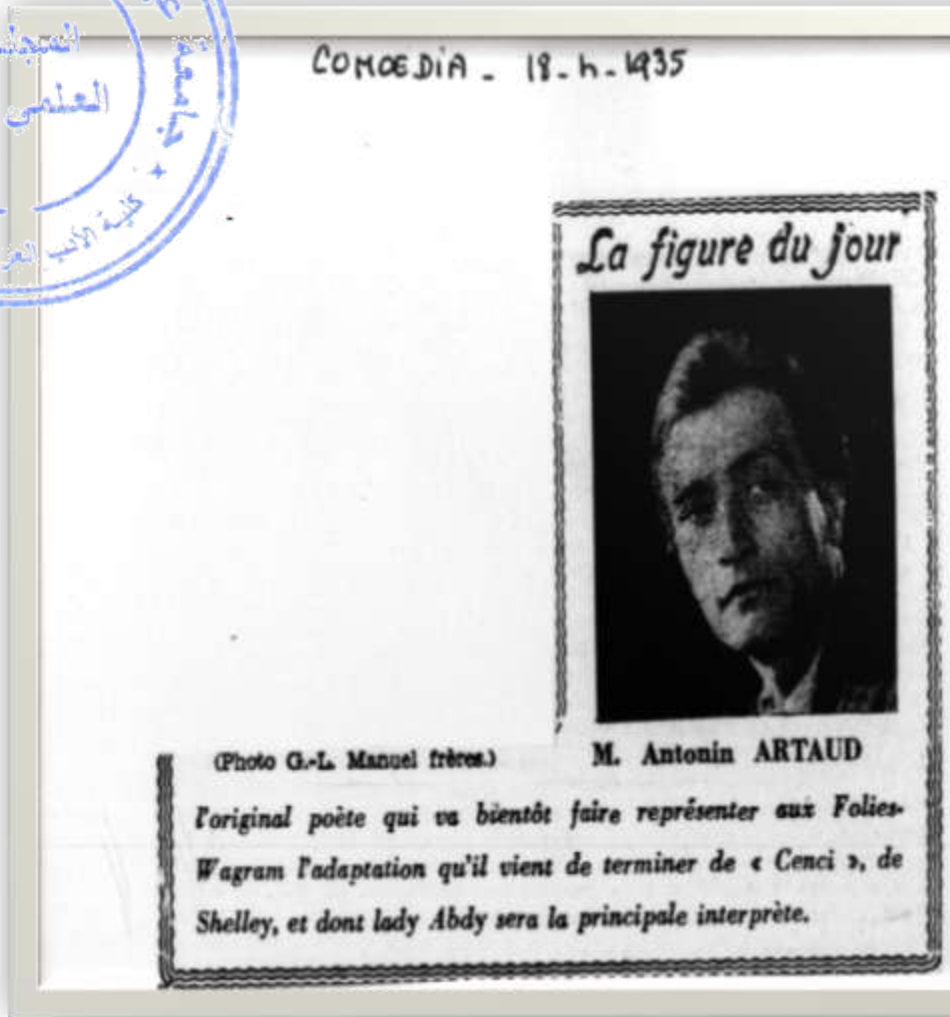 COMOEDIA - 18-4-1935
المجلس
العلمي
جامعة
كلية الآداب
La figure du jour
(Photo G.-L. Manuel frères.)
M. Antonin ARTAUD
l'original poète qui va bientôt faire représenter aux Folies-
Wagram l'adaptation qu'il vient de terminer de « Cenci », de
Shelley, et dont lady Abdy sera la principale interprète.